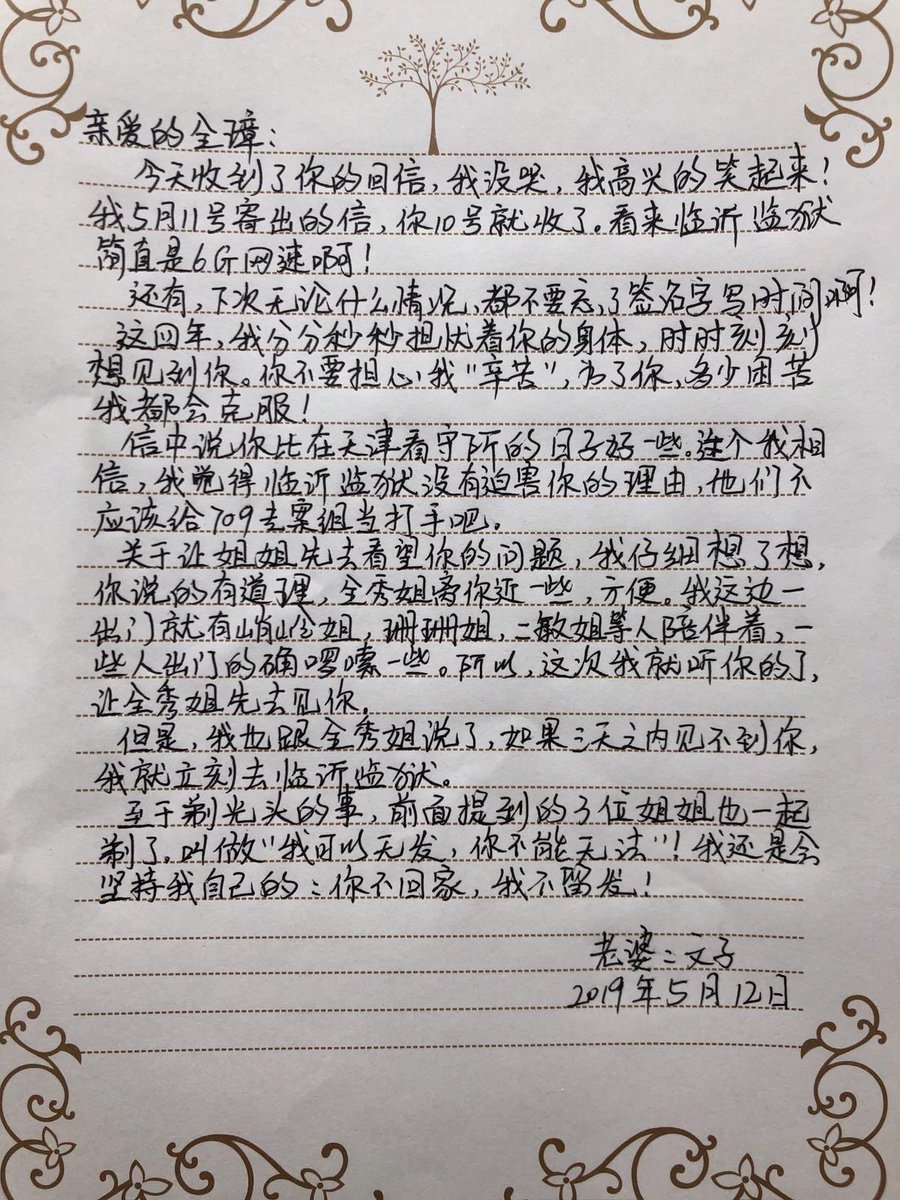 亲爱的全璋：
今天收到了你的回信，我没哭，我高兴的笑起来！
我5月11号寄出的信，你10号就收了。看来临沂监狱
简直是6G网速啊！
还有，下次无论什么情况，都不要忘了签名字写时间啊！
这四年，我分分秒秒担忧着你的身体，时时刻刻
想见到你。你不要担心我"辛苦"，为了你，多少困苦
我都会克服！
信中说你比在天津看守所的日子好一些。这个我相
信，我觉得临沂监狱没有迫害你的理由，他们不
应该给709专案组当打手吧。
关于让姐姐先去看望你的问题，我仔细想了想，
你说的有道理，全秀姐离你近一些，方便。我这边一
出门就有峭岭姐，珊珊姐，二敏姐等人陪伴着，一
些人出门的确啰嗦一些。所以，这次我就听你的了，
让全秀姐先去见你。
但是，我也跟全秀姐说了，如果三天之内见不到你，
我就立刻去临沂监狱。
至于剃光头的事，前面提到的3位姐姐也一起
剃了，叫做"我可以无发，你不能无法"！我还是会
坚持我自己的：你不回家，我不留发！
老婆：文子
2019年5月12日